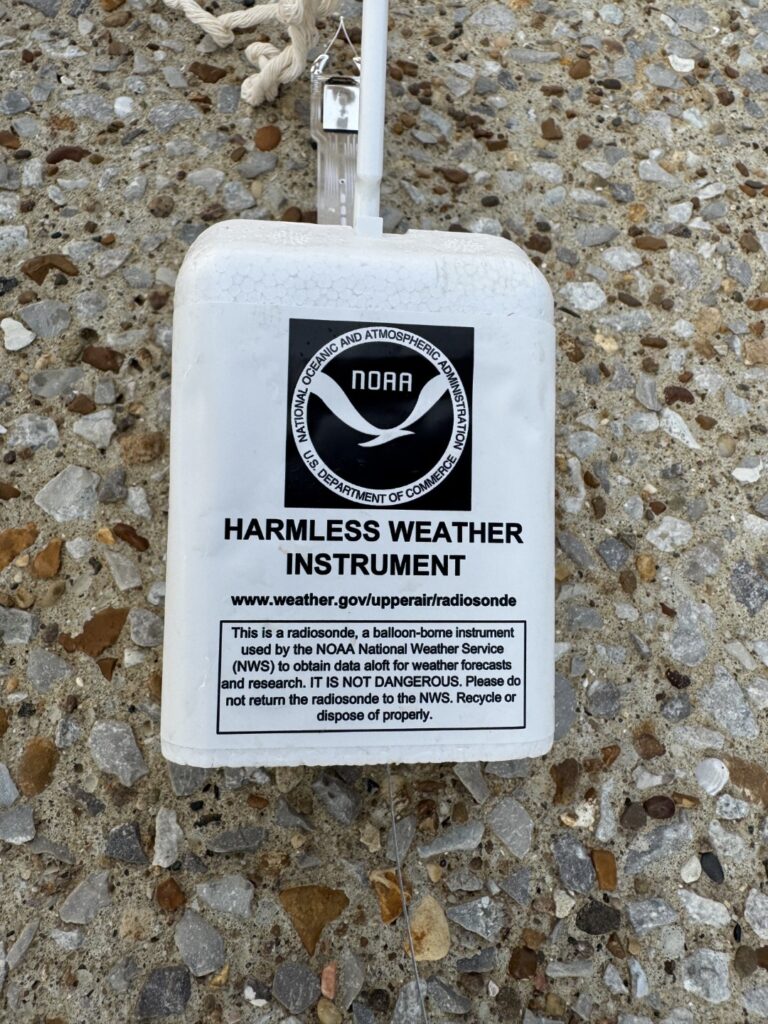 NATIONAL OCEANIC AND ATMOSPHERIC ADMINISTRATION
NOAA
U.S. DEPARTMENT OF COMMERCE
HARMLESS WEATHER
INSTRUMENT
www.weather.gov/upperair/radiosonde
This is a radiosonde, a balloon-borne instrument
used by the NOAA National Weather Service
(NWS) to obtain data aloft for weather forecasts
and research. IT IS NOT DANGEROUS. Please do
not return the radiosonde to the NWS. Recycle or
dispose of properly.